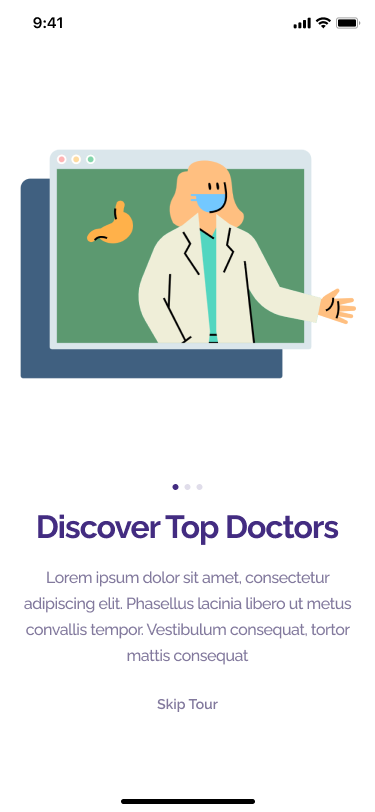 9:41
Discover Top Doctors
Lorem ipsum dolor sit amet, consectetur
adipiscing elit. Phasellus lacinia libero ut metus
convallis tempor. Vestibulum consequat, tortor
mattis consequat
Skip Tour